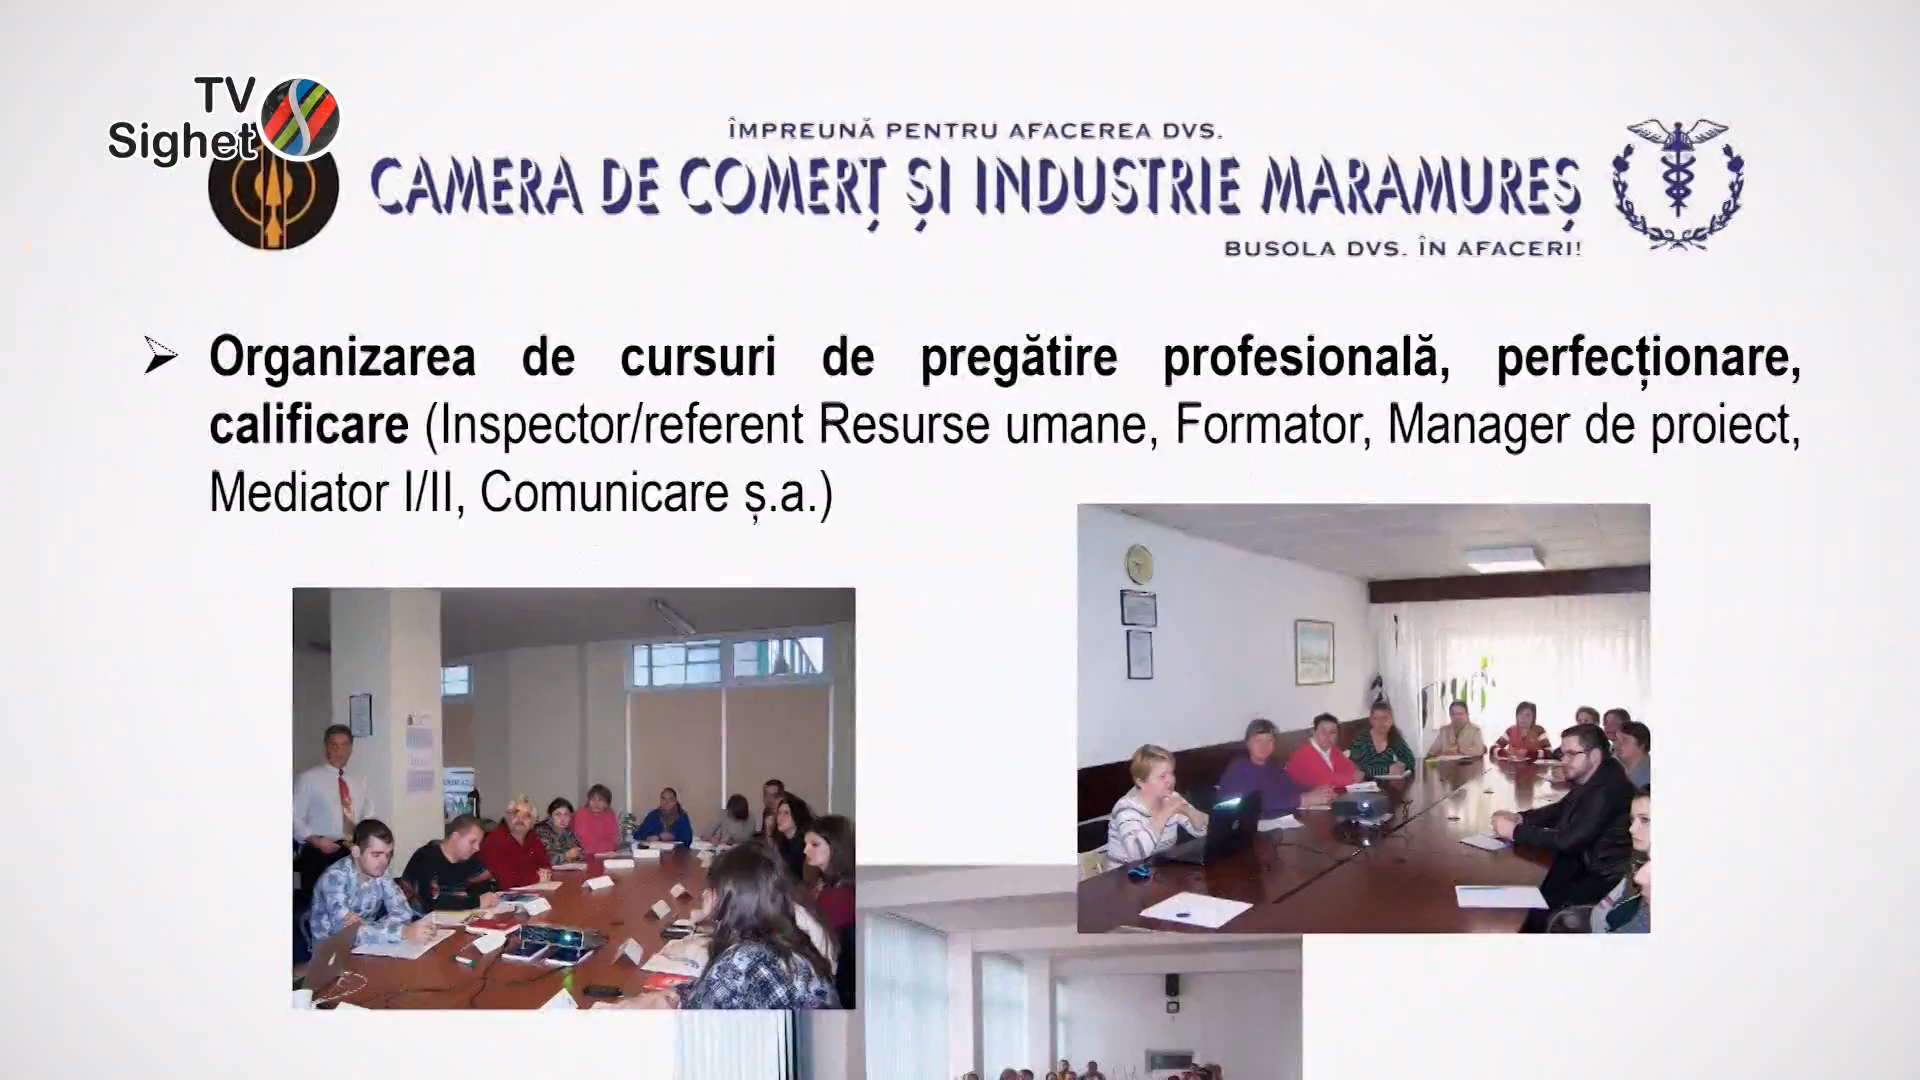 TV
Sighet
ÎMPREUNĂ PENTRU AFACEREA DVS.
CAMERA DE COMERȚ ȘI INDUSTRIE MARAMUREȘ
BUSOLA DVS. ÎN AFACERI!
Organizarea de cursuri de pregătire profesională, perfecționare,
calificare (Inspector/referent Resurse umane, Formator, Manager de proiect,
Mediator I/II, Comunicare ș.a.)